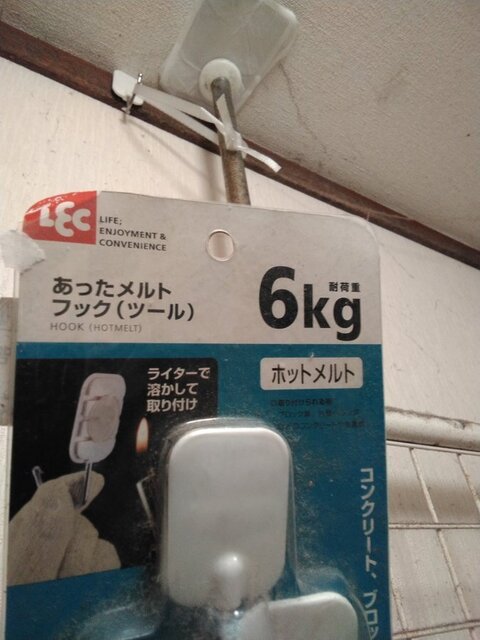 LEC
LIFE;
ENJOYMENT &
CONVENIENCE
あったメルト
フック(ツール)
HOOK (HOTMELT)
耐荷重
6kg
ライターで
溶かして
取り付け
ホットメルト
コンクリート、ブロッ